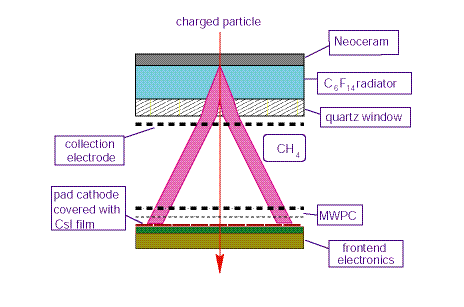 charged particle
Neoceram
C6F14 radiator
quartz window
collection
electrode
CH4
pad cathode
covered with
CsI film
MWPC
frontend
electronics